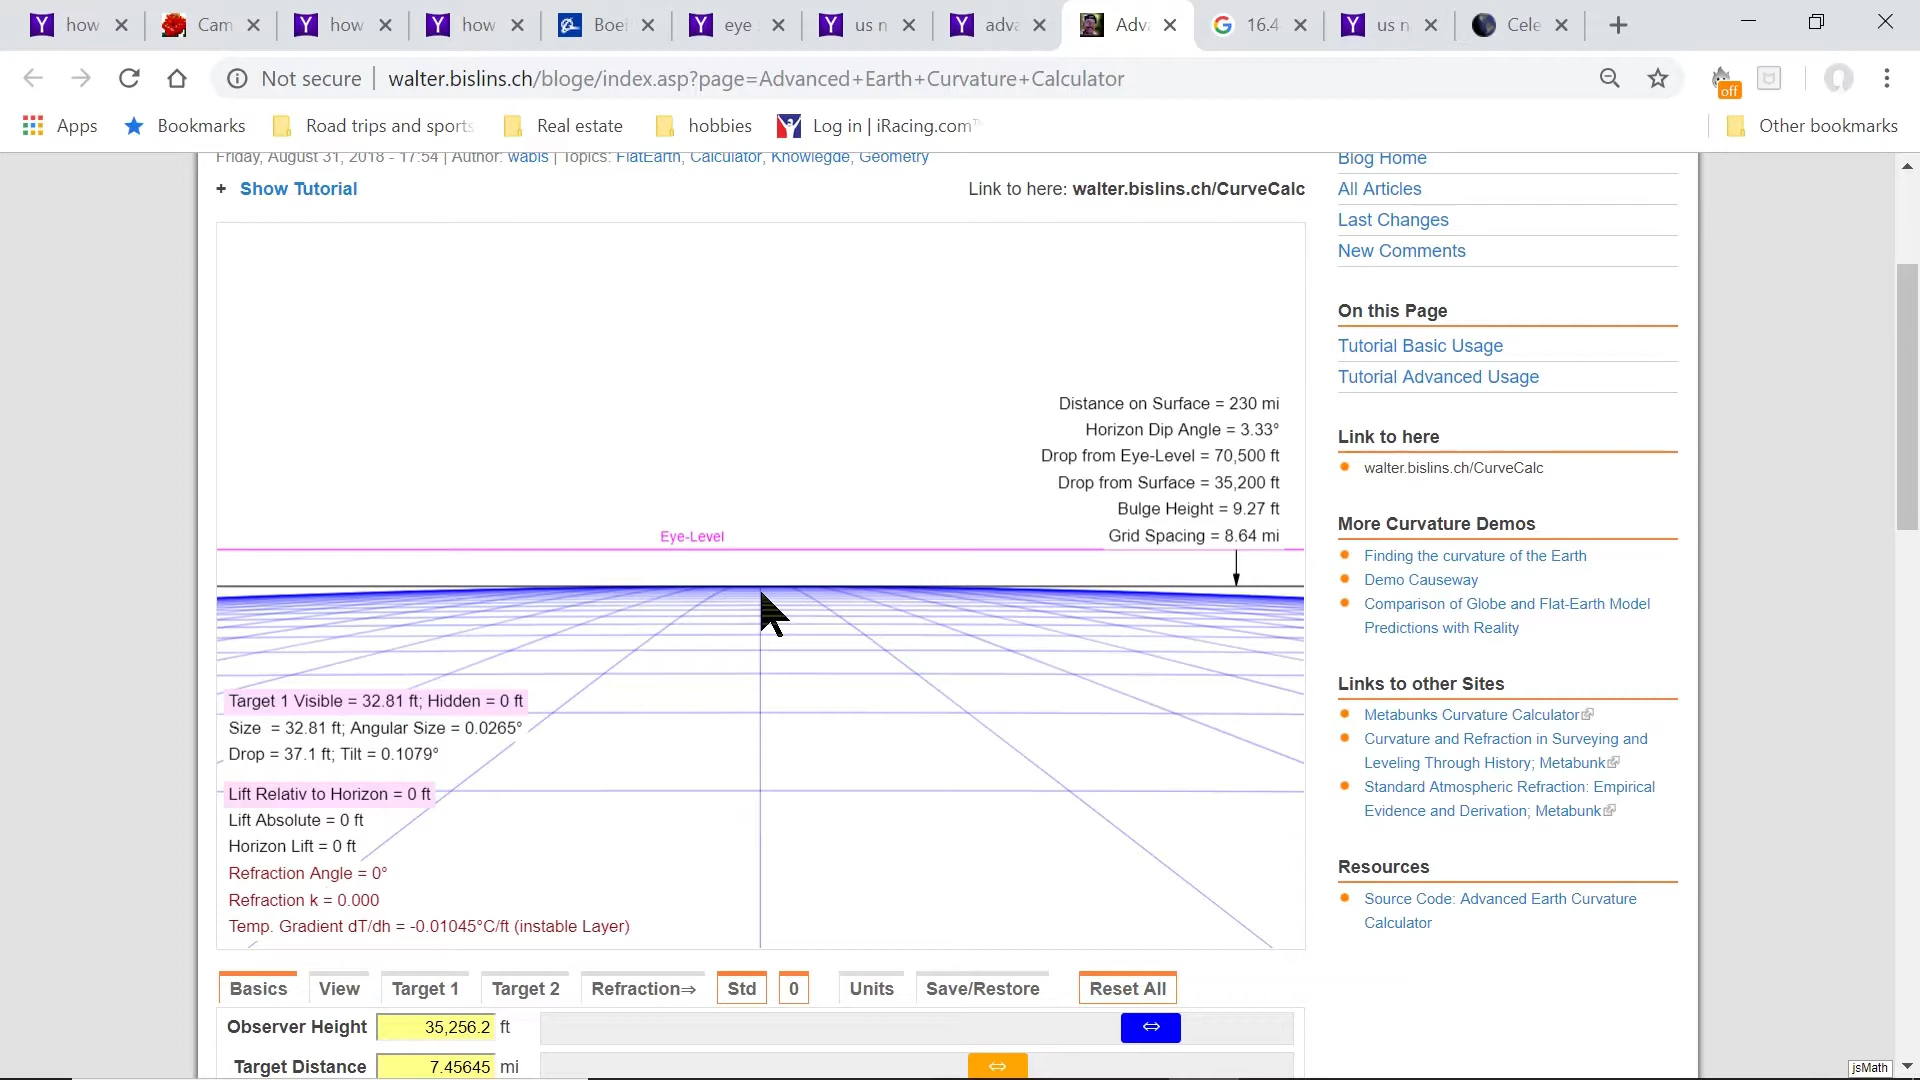 how
Cam
how
how
Boei
eye
us n
adva
Adva
16.4
us n
Cele
Not secure
walter.bislins.ch/bloge/index.asp?page=Advanced+Earth+Curvature+Calculator
off
Apps
Bookmarks
Road trips and sports
Real estate
hobbies
Log in | iRacing.com™
Other bookmarks
Friday, August 31, 2018 - 17:54 | Author: wabis | Topics: FlatEarth, Calculator, Knowlegde, Geometry
+ Show Tutorial
Link to here: walter.bislins.ch/CurveCalc
Distance on Surface = 230 mi
Horizon Dip Angle = 3.33°
Drop from Eye-Level = 70,500 ft
Drop from Surface = 35,200 ft
Bulge Height = 9.27 ft
Grid Spacing = 8.64 mi
Eye-Level
Target 1 Visible = 32.81 ft; Hidden = 0 ft
Size = 32.81 ft; Angular Size = 0.0265°
Drop = 37.1 ft; Tilt = 0.1079°
Lift Relativ to Horizon = 0 ft
Lift Absolute = 0 ft
Horizon Lift = 0 ft
Refraction Angle = 0°
Refraction k = 0.000
Temp. Gradient dT/dh = -0.01045°C/ft (instable Layer)
Basics
View
Target 1
Target 2
Refraction⇒
Std
0
Units
Save/Restore
Reset All
Observer Height 35,256.2 ft
⇔
Target Distance 7.45645 mi
⇔
Blog Home
All Articles
Last Changes
New Comments
On this Page
Tutorial Basic Usage
Tutorial Advanced Usage
Link to here
walter.bislins.ch/CurveCalc
More Curvature Demos
Finding the curvature of the Earth
Demo Causeway
Comparison of Globe and Flat-Earth Model
Predictions with Reality
Links to other Sites
Metabunks Curvature Calculator
Curvature and Refraction in Surveying and
Leveling Through History; Metabunk
Standard Atmospheric Refraction: Empirical
Evidence and Derivation; Metabunk
Resources
Source Code: Advanced Earth Curvature
Calculator
jsMath